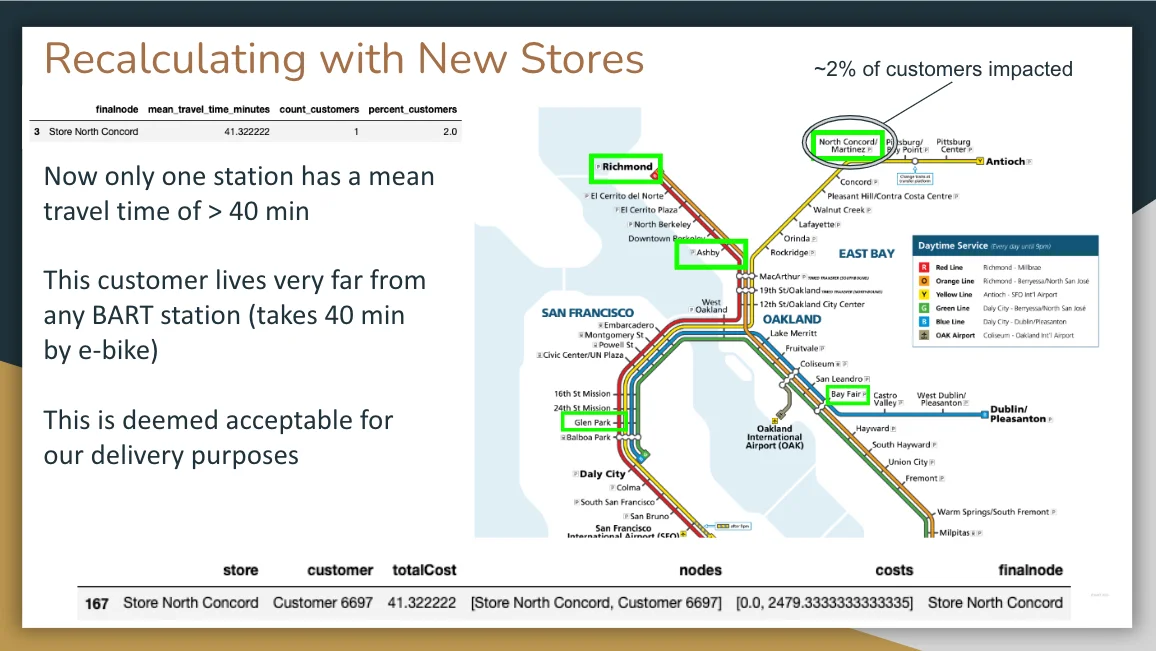 Recalculating with New Stores
~2% of customers impacted
finalnode mean_travel_time_minutes count_customers percent_customers
3 Store North Concord 41.322222 1 2.0
Now only one station has a mean
travel time of > 40 min
This customer lives very far from
any BART station (takes 40 min
by e-bike)
This is deemed acceptable for
our delivery purposes
Richmond
El Cerrito del Norte
El Cerrito Plaza
North Berkeley
Downtown Berkeley
Ashby
North Concord/
Martinez
Pittsburg/
Bay Point
Pittsburg
Center
Antioch
Concord
Pleasant Hill/Contra Costa Centre
Walnut Creek
Lafayette
Orinda
Rockridge
EAST BAY
MacArthur
19th St/Oakland
12th St/Oakland City Center
West
Oakland
SAN FRANCISCO
OAKLAND
Embarcadero
Montgomery St
Powell St
Civic Center/UN Plaza
16th St Mission
24th St Mission
Glen Park
Balboa Park
Daly City
Colma
South San Francisco
San Bruno
San Francisco
International Airport (SFO)
Lake Merritt
Fruitvale
Coliseum
San Leandro
Bay Fair
Castro
Valley
West Dublin/
Pleasanton
Dublin/
Pleasanton
Oakland
International
Airport (OAK)
Hayward
South Hayward
Union City
Fremont
Warm Springs/South Fremont
Milpitas
Daytime Service (Every day until 9pm)
R Red Line Richmond - Millbrae
O Orange Line Richmond - Berryessa/North San José
Y Yellow Line Antioch - SFO Int'l Airport
G Green Line Daly City - Berryessa/North San José
B Blue Line Daly City - Dublin/Pleasanton
OAK Airport Coliseum - Oakland Int'l Airport
store customer totalCost nodes costs finalnode
167 Store North Concord Customer 6697 41.322222 [Store North Concord, Customer 6697] [0.0, 2479.3333333333335] Store North Concord